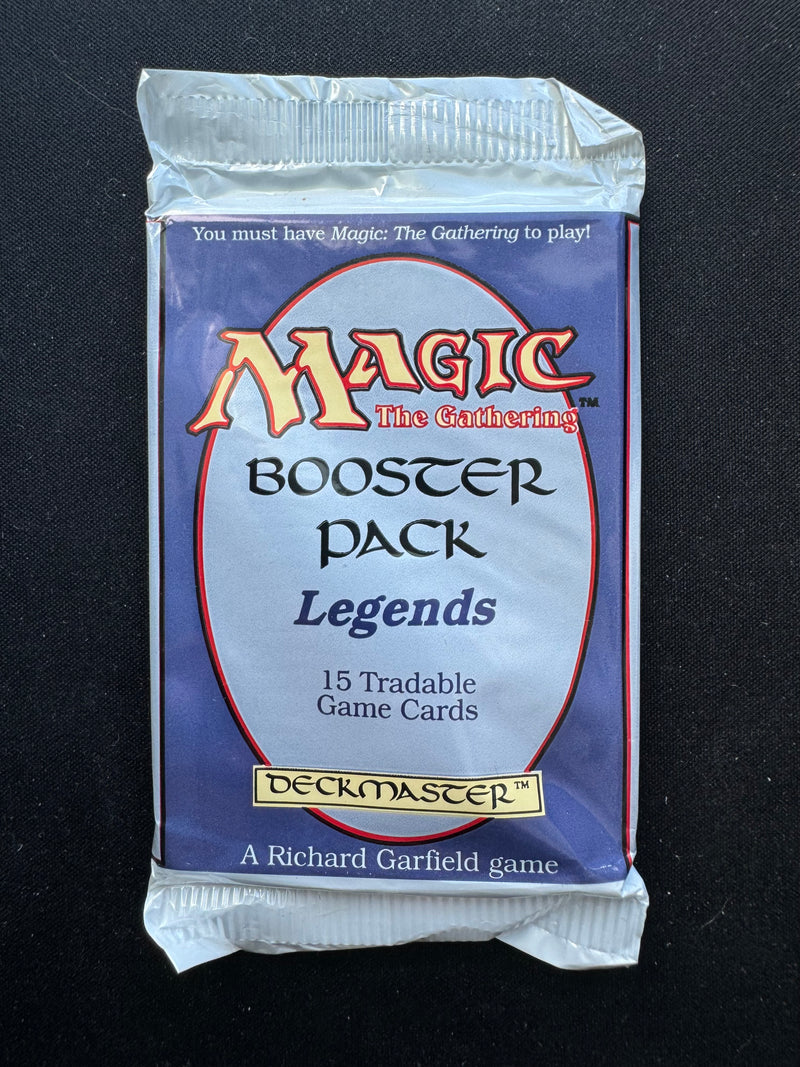 You must have Magic: The Gathering to play!
MAGIC
The Gathering™
BOOSTER
PACK
Legends
15 Tradable
Game Cards
DECKMASTER™
A Richard Garfield game